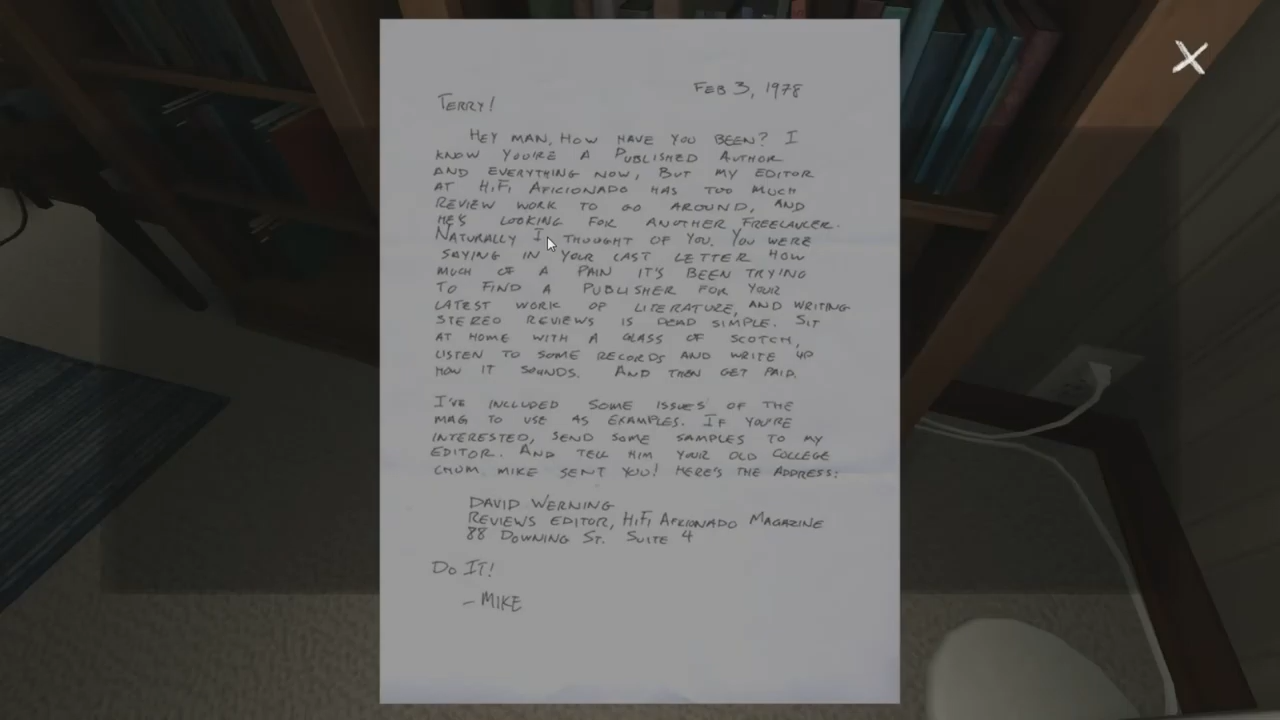 FEB 3, 1978
TERRY!
HEY MAN, HOW HAVE YOU BEEN? I
KNOW YOU'RE A PUBLISHED AUTHOR
AND EVERYTHING NOW, BUT MY EDITOR
AT HIFI AFICIONADO HAS TOO MUCH
REVIEW WORK TO GO AROUND, AND
HE'S LOOKING FOR ANOTHER FREELANCER.
NATURALLY I THOUGHT OF YOU. YOU WERE
SAYING IN YOUR LAST LETTER HOW
MUCH OF A PAIN IT'S BEEN TRYING
TO FIND A PUBLISHER FOR YOUR
LATEST WORK OF LITERATURE, AND WRITING
STEREO REVIEWS IS DEAD SIMPLE. SIT
AT HOME WITH A GLASS OF SCOTCH,
LISTEN TO SOME RECORDS AND WRITE UP
HOW IT SOUNDS. AND THEN GET PAID.
I'VE INCLUDED SOME ISSUES OF THE
MAG TO USE AS EXAMPLES. IF YOU'RE
INTERESTED, SEND SOME SAMPLES TO MY
EDITOR. AND TELL HIM YOUR OLD COLLEGE
CHUM MIKE SENT YOU! HERE'S THE ADDRESS:
DAVID WERNING
REVIEWS EDITOR, HIFI AFICIONADO MAGAZINE
88 DOWNING ST. SUITE 4
DO IT!
- MIKE